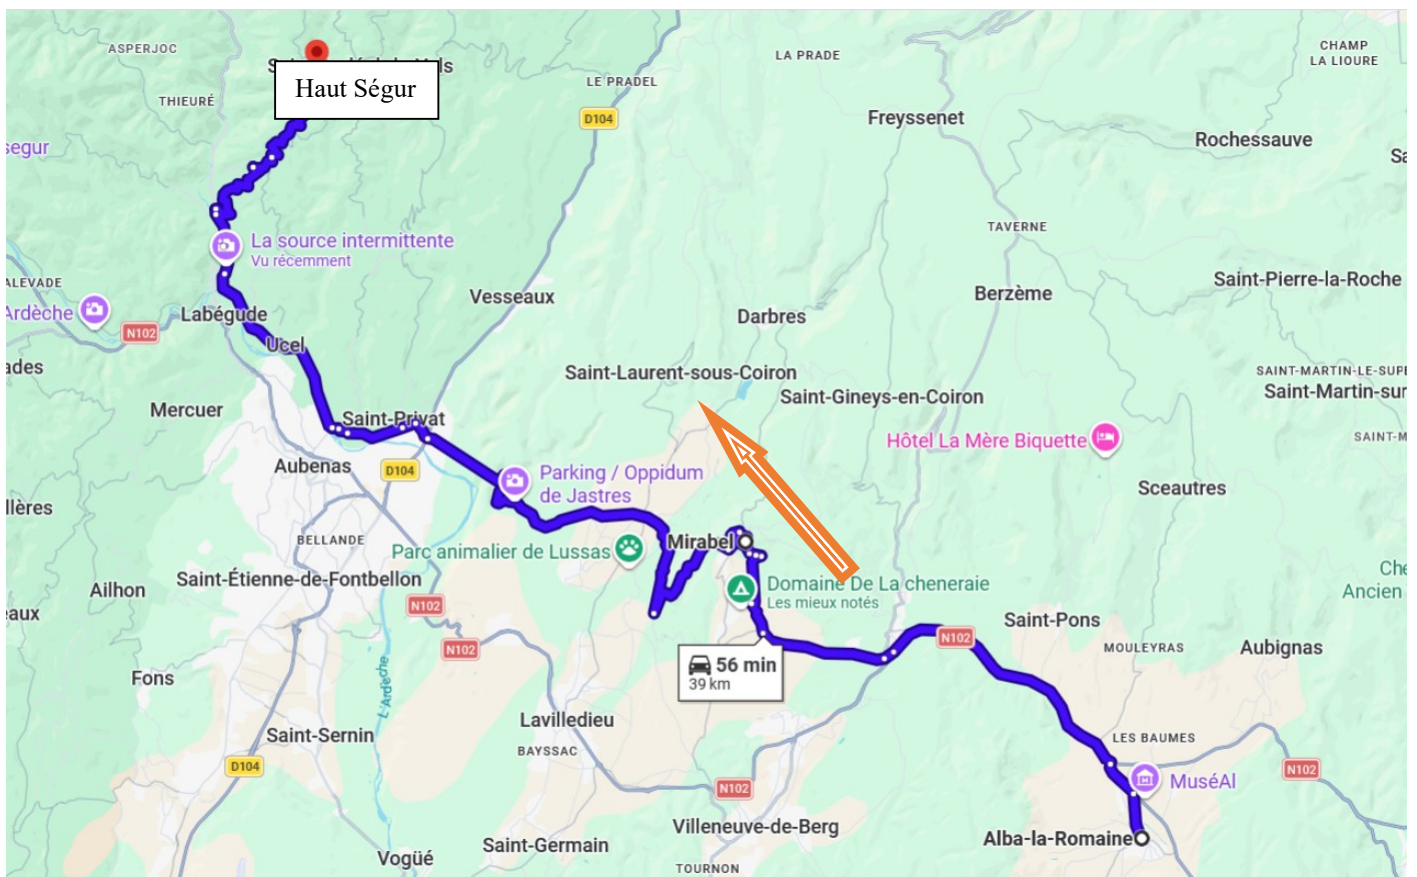 ASPERJOC
CHAMP
LA LIOURE
LA PRADE
LE PRADEL
Haut Ségur
THIEURÉ
D104
Freyssenet
Rochessauve
segur
Sa
TAVERNE
La source intermittente
Vu récemment
ALEVADE
Saint-Pierre-la-Roche
Berzème
Vesseaux
Ardèche
Labégude
Darbres
N102
Ucel
ades
Saint-Laurent-sous-Coiron
SAINT-MARTIN-LE-SUPE
Saint-Martin-sur
Saint-Gineys-en-Coiron
Mercuer
Saint-Privat
Hôtel La Mère Biquette
SAINT-M
Aubenas
D104
Parking / Oppidum
de Jastres
Sceautres
llères
BELLANDE
Mirabel
Parc animalier de Lussas
Che
Ancien
Saint-Étienne-de-Fontbellon
Domaine De La cheneraie
Les mieux notés
Ailhon
N102
eaux
Saint-Pons
N102
N102
MOULEYRAS
Aubignas
56 min
39 km
Fons
L'Ardèche
Lavilledieu
Saint-Sernin
BAYSSAC
LES BAUMES
D104
N102
MuséAl
N102
Villeneuve-de-Berg
Alba-la-Romaine
Saint-Germain
Vogüé
TOURNON